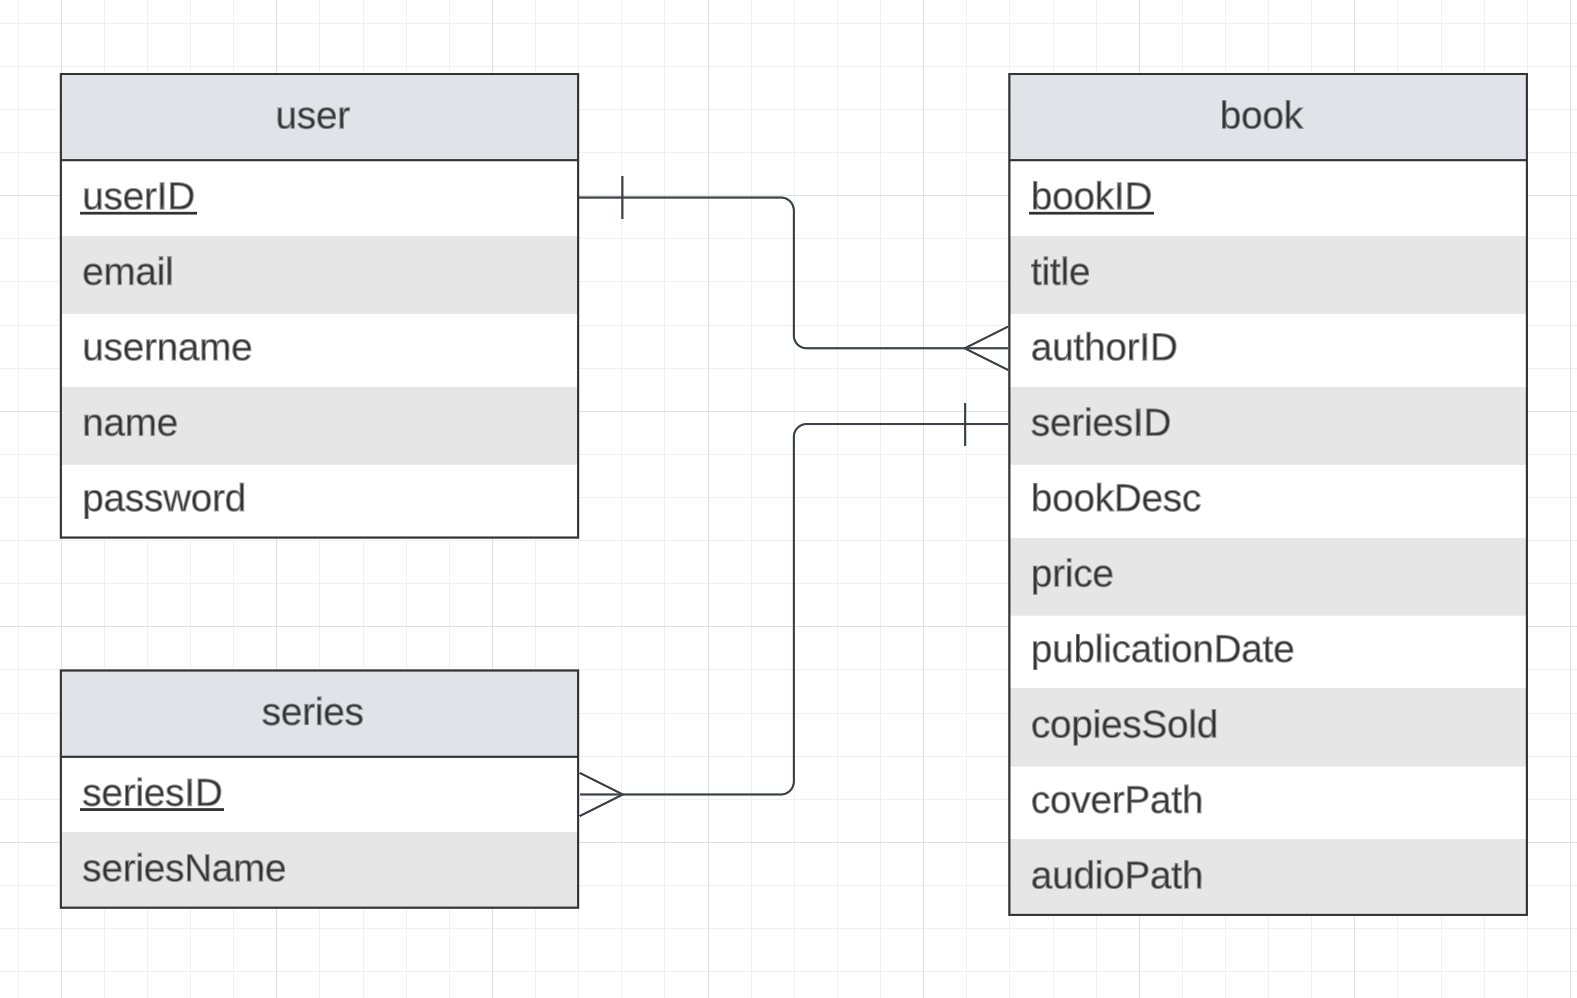 user
userID
email
username
name
password
series
seriesID
seriesName
book
bookID
title
authorID
seriesID
bookDesc
price
publicationDate
copiesSold
coverPath
audioPath